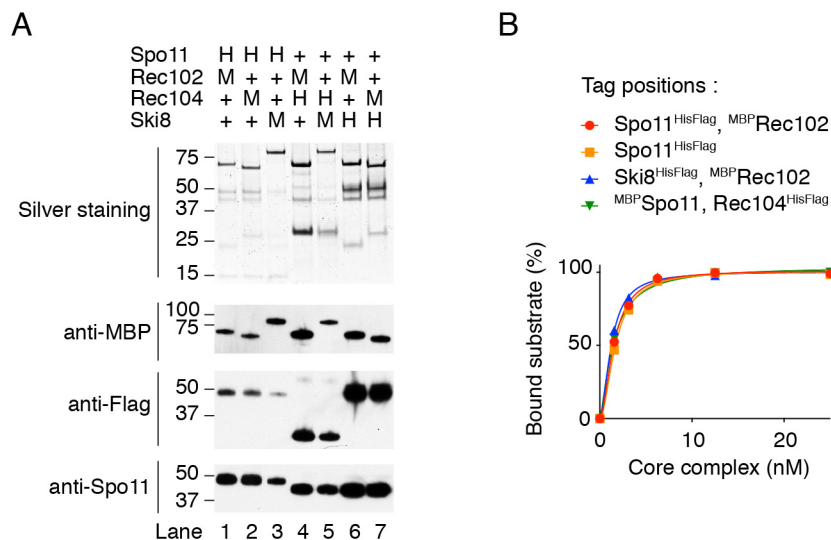 A
Spo11 H H H + + + +
Rec102 M + + M + M +
Rec104 + M + H H + M
Ski8 + + M + M H H
Silver staining
75
50
37
25
15
anti-MBP
100
75
anti-Flag
50
37
anti-Spo11
50
37
Lane 1 2 3 4 5 6 7
B
Tag positions :
Spo11HisFlag, MBPRec102
Spo11HisFlag
Ski8HisFlag, MBPRec102
MBPSpo11, Rec104HisFlag
Bound substrate (%)
100
50
0
0 10 20
Core complex (nM)